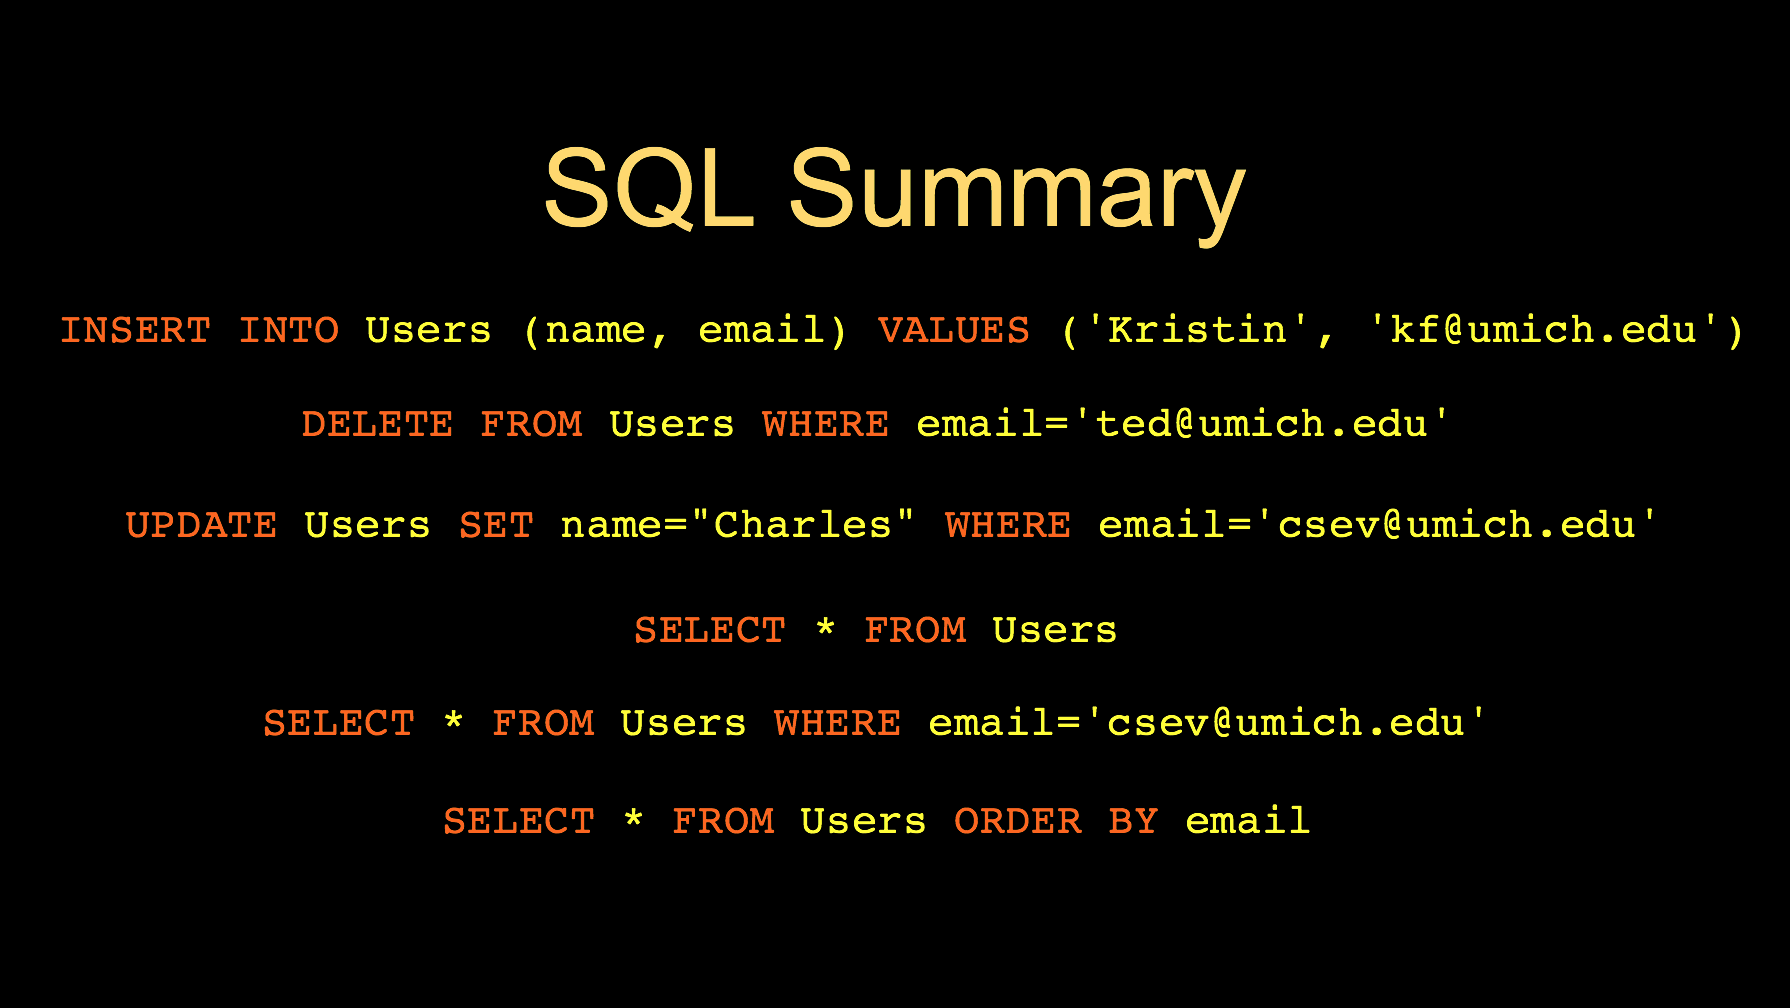 SQL Summary
INSERT INTO Users (name, email) VALUES ('Kristin', 'kf@umich.edu')
DELETE FROM Users WHERE email='ted@umich.edu'
UPDATE Users SET name="Charles" WHERE email='csev@umich.edu'
SELECT * FROM Users
SELECT * FROM Users WHERE email='csev@umich.edu'
SELECT * FROM Users ORDER BY email